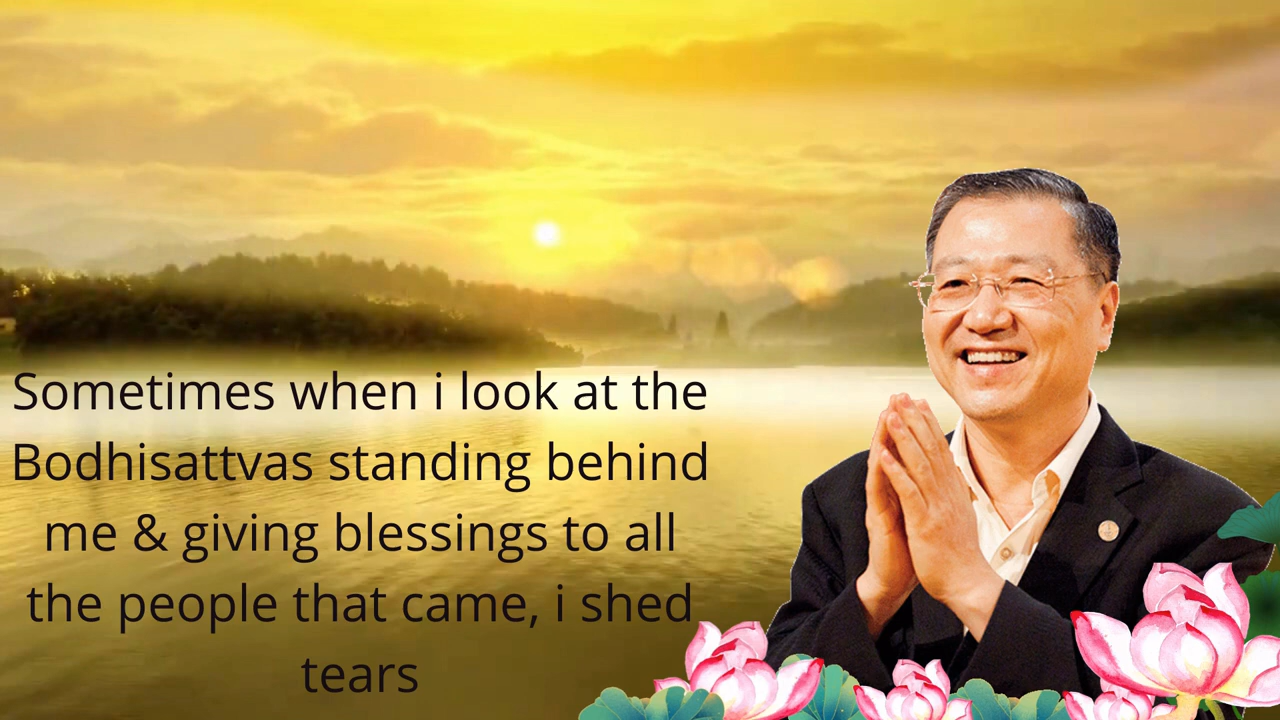 Sometimes when i look at the
Bodhisattvas standing behind
me & giving blessings to all
the people that came, i shed
tears